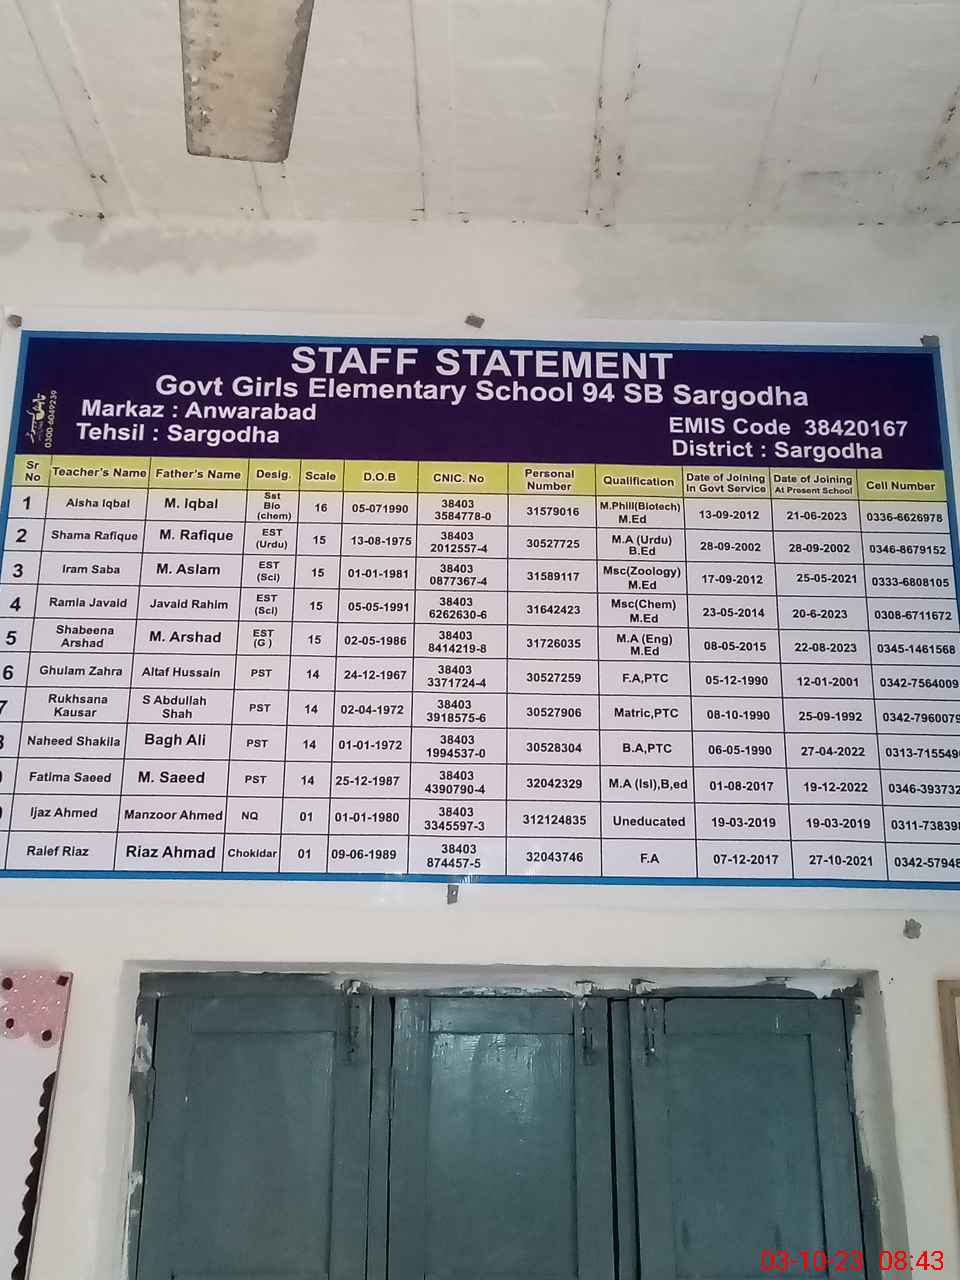 STAFF STATEMENT
Govt Girls Elementary School 94 SB Sargodha
Markaz : Anwarabad
Tehsil : Sargodha
EMIS Code 38420167
District : Sargodha
0300-6049239
Sr No | Teacher's Name | Father's Name | Desig. | Scale | D.O.B | CNIC. No | Personal Number | Qualification | Date of Joining In Govt Service | Date of Joining At Present School | Cell Number
1 | Aisha Iqbal | M. Iqbal | Sst Bio (chem) | 16 | 05-071990 | 38403 3584778-0 | 31579016 | M.Phill(Biotech) M.Ed | 13-09-2012 | 21-06-2023 | 0336-6626978
2 | Shama Rafique | M. Rafique | EST (Urdu) | 15 | 13-08-1975 | 38403 2012557-4 | 30527725 | M.A (Urdu) B.Ed | 28-09-2002 | 28-09-2002 | 0346-8679152
3 | Iram Saba | M. Aslam | EST (Sci) | 15 | 01-01-1981 | 38403 0877367-4 | 31589117 | Msc(Zoology) M.Ed | 17-09-2012 | 25-05-2021 | 0333-6808105
4 | Ramla Javaid | Javaid Rahim | EST (Sci) | 15 | 05-05-1991 | 38403 6262630-6 | 31642423 | Msc(Chem) M.Ed | 23-05-2014 | 20-6-2023 | 0308-6711672
5 | Shabeena Arshad | M. Arshad | EST (G ) | 15 | 02-05-1986 | 38403 8414219-8 | 31726035 | M.A (Eng) M.Ed | 08-05-2015 | 22-08-2023 | 0345-1461568
6 | Ghulam Zahra | Altaf Hussain | PST | 14 | 24-12-1967 | 38403 3371724-4 | 30527259 | F.A,PTC | 05-12-1990 | 12-01-2001 | 0342-7564009
7 | Rukhsana Kausar | S Abdullah Shah | PST | 14 | 02-04-1972 | 38403 3918575-6 | 30527906 | Matric,PTC | 08-10-1990 | 25-09-1992 | 0342-7960079
8 | Naheed Shakila | Bagh Ali | PST | 14 | 01-01-1972 | 38403 1994537-0 | 30528304 | B.A,PTC | 06-05-1990 | 27-04-2022 | 0313-715549
Fatima Saeed | M. Saeed | PST | 14 | 25-12-1987 | 38403 4390790-4 | 32042329 | M.A (Isl),B,ed | 01-08-2017 | 19-12-2022 | 0346-393732
Ijaz Ahmed | Manzoor Ahmed | NQ | 01 | 01-01-1980 | 38403 3345597-3 | 312124835 | Uneducated | 19-03-2019 | 19-03-2019 | 0311-73839
Raief Riaz | Riaz Ahmad | Chokidar | 01 | 09-06-1989 | 38403 874457-5 | 32043746 | F.A | 07-12-2017 | 27-10-2021 | 0342-57948
03-10-23 08:43